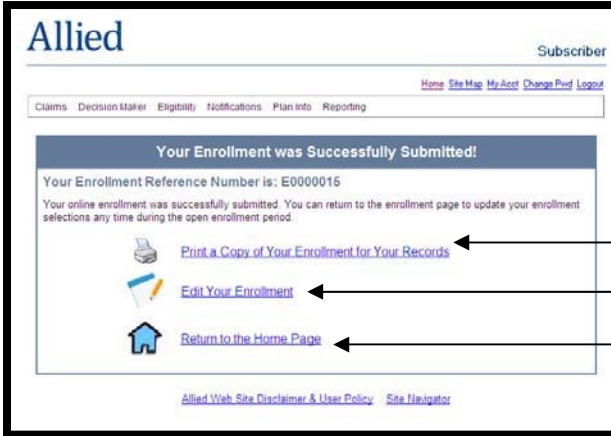 Allied
Subscriber
Home Site Map My Acct Change Pwd Logout
Claims Decision Maker Eligibility Notifications Plan Info Reporting
Your Enrollment was Successfully Submitted!
Your Enrollment Reference Number is: E0000015
Your online enrollment was successfully submitted. You can return to the enrollment page to update your enrollment
selections any time during the open enrollment period.
Print a Copy of Your Enrollment for Your Records
Edit Your Enrollment
Return to the Home Page
Allied Web Site Disclaimer & User Policy Site Navigator